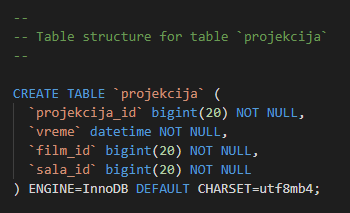 --
-- Table structure for table `projekcija`
--
CREATE TABLE `projekcija` (
  `projekcija_id` bigint(20) NOT NULL,
  `vreme` datetime NOT NULL,
  `film_id` bigint(20) NOT NULL,
  `sala_id` bigint(20) NOT NULL
) ENGINE=InnoDB DEFAULT CHARSET=utf8mb4;